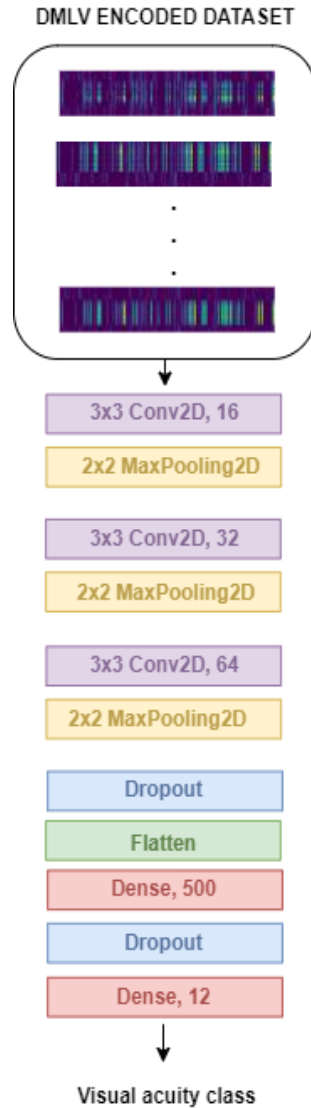 DMLV ENCODED DATASET
3x3 Conv2D, 16
2x2 MaxPooling2D
3x3 Conv2D, 32
2x2 MaxPooling2D
3x3 Conv2D, 64
2x2 MaxPooling2D
Dropout
Flatten
Dense, 500
Dropout
Dense, 12
Visual acuity class